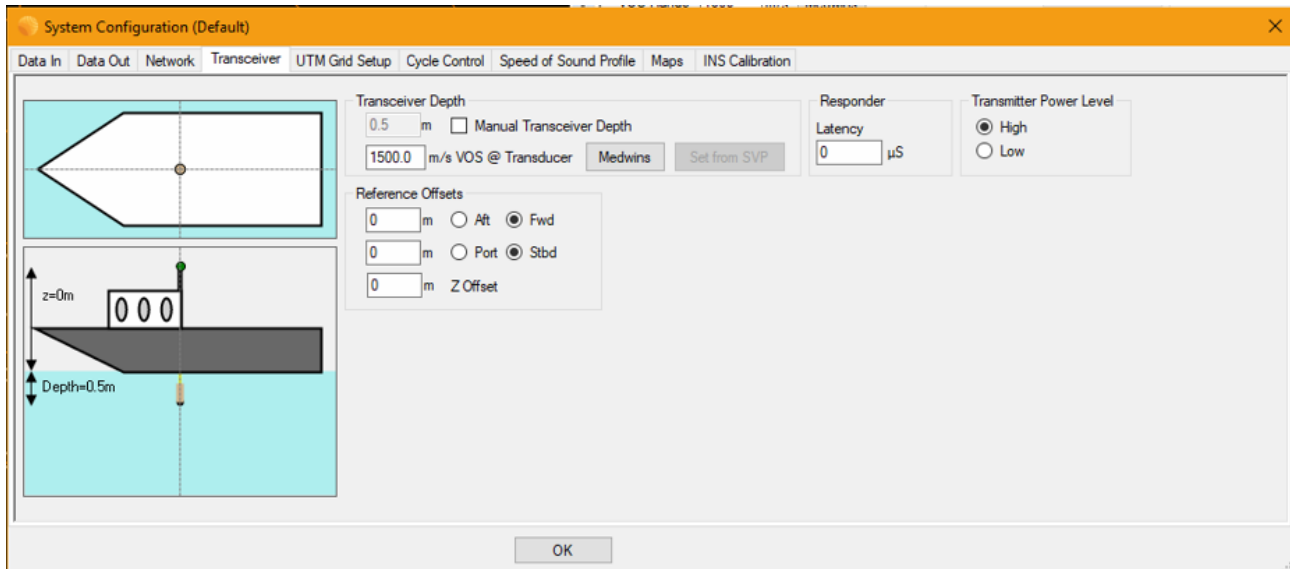 System Configuration (Default)
Data In Data Out Network Transceiver UTM Grid Setup Cycle Control Speed of Sound Profile Maps INS Calibration
Transceiver Depth
0.5 m Manual Transceiver Depth
1500.0 m/s VOS @ Transducer Medwins Set from SVP
Responder
Latency
0 µS
Transmitter Power Level
High
Low
Reference Offsets
0 m Aft Fwd
0 m Port Stbd
0 m Z Offset
z=0m
Depth=0.5m
OK